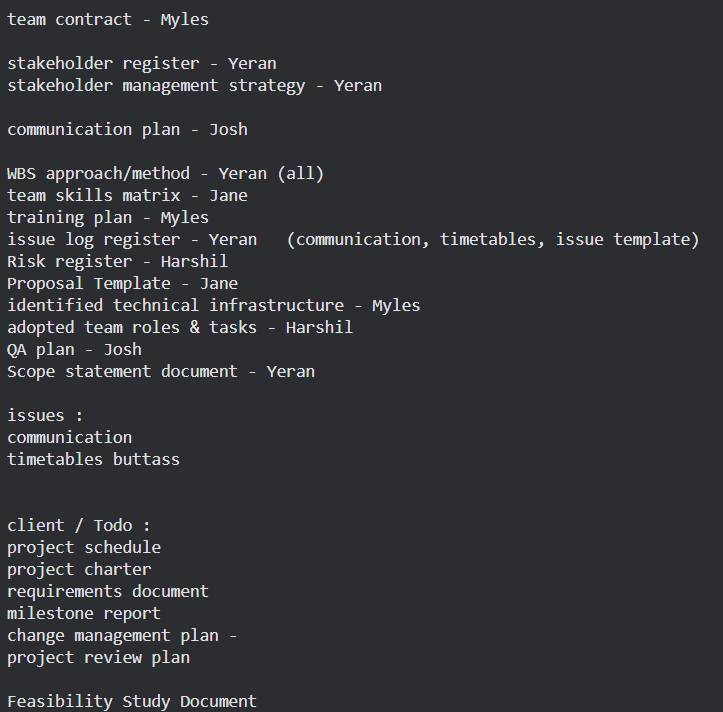 team contract - Myles
stakeholder register - Yeran
stakeholder management strategy - Yeran
communication plan - Josh
WBS approach/method - Yeran (all)
team skills matrix - Jane
training plan - Myles
issue log register - Yeran   (communication, timetables, issue template)
Risk register - Harshil
Proposal Template - Jane
identified technical infrastructure - Myles
adopted team roles & tasks - Harshil
QA plan - Josh
Scope statement document - Yeran
issues :
communication
timetables buttass
client / Todo :
project schedule
project charter
requirements document
milestone report
change management plan -
project review plan
Feasibility Study Document